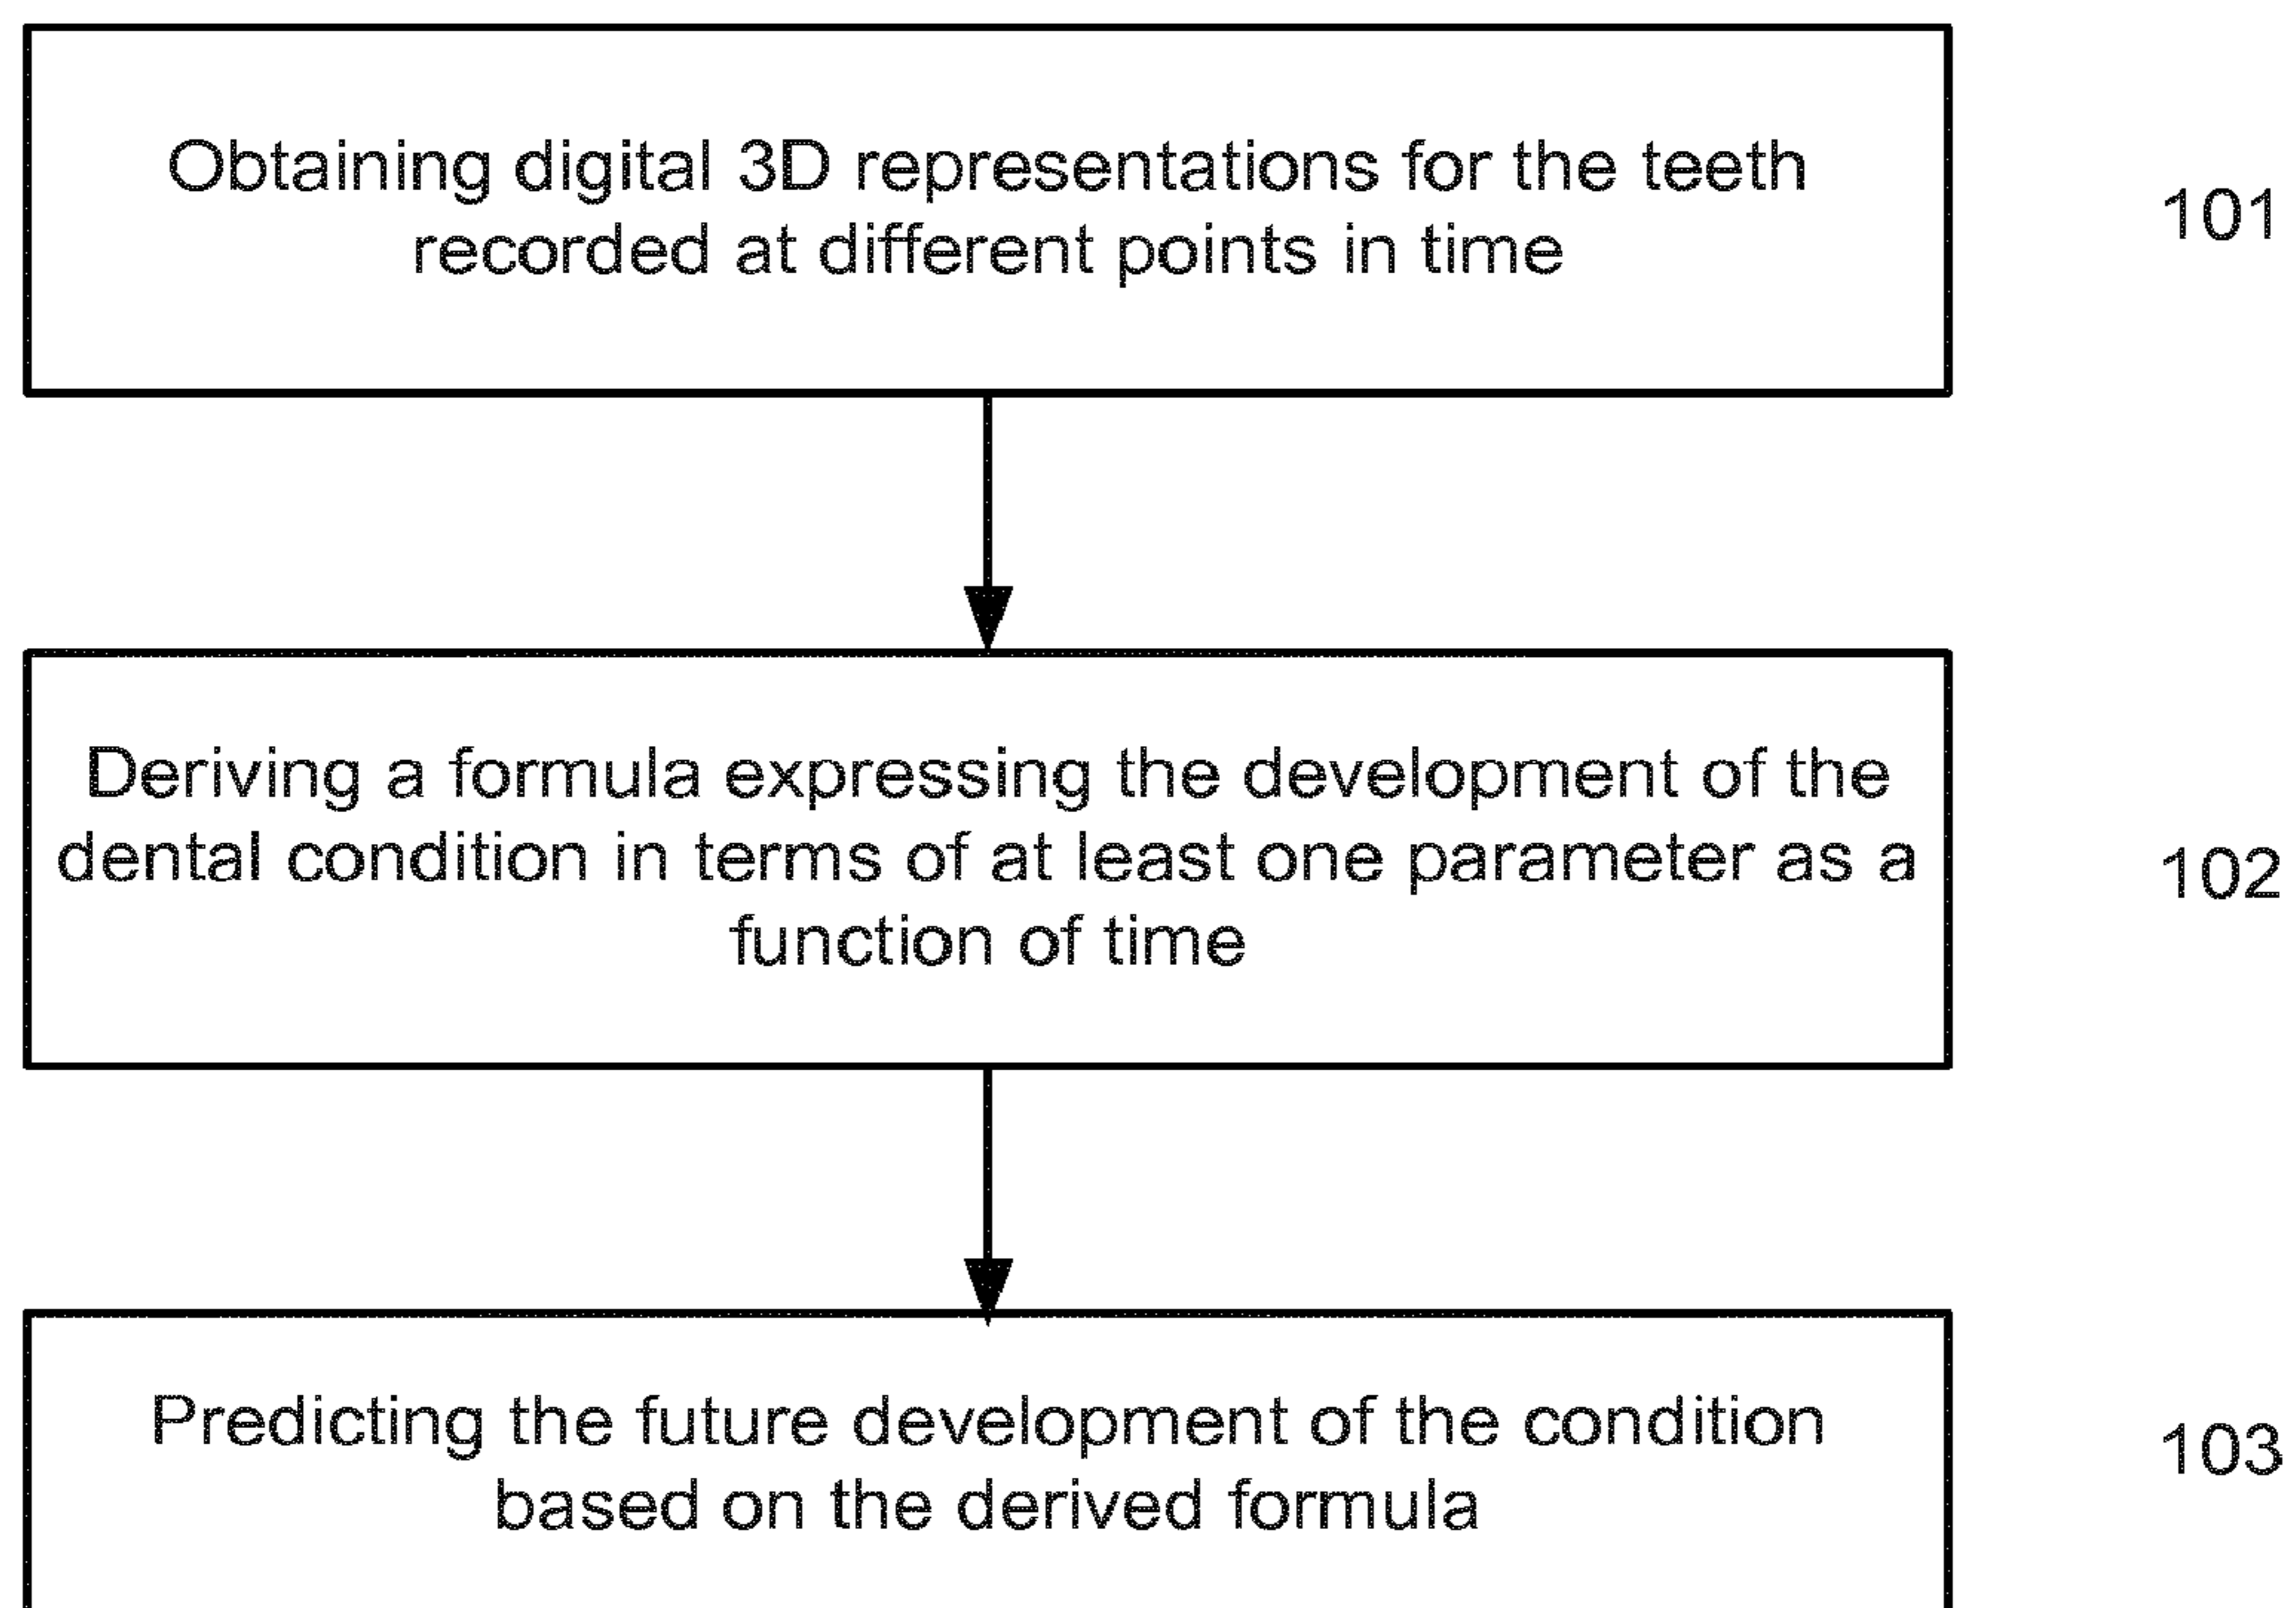 Obtaining digital 3D representations for the teeth
recorded at different points in time
101
Deriving a formula expressing the development of the
dental condition in terms of at least one parameter as a
function of time
102
Predicting the future development of the condition
based on the derived formula
103